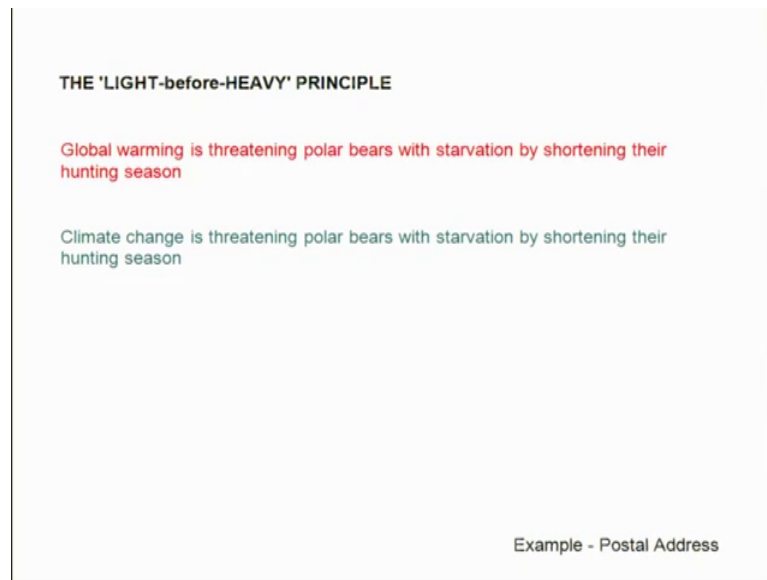 THE 'LIGHT-before-HEAVY' PRINCIPLE
Global warming is threatening polar bears with starvation by shortening their
hunting season
Climate change is threatening polar bears with starvation by shortening their
hunting season
Example - Postal Address